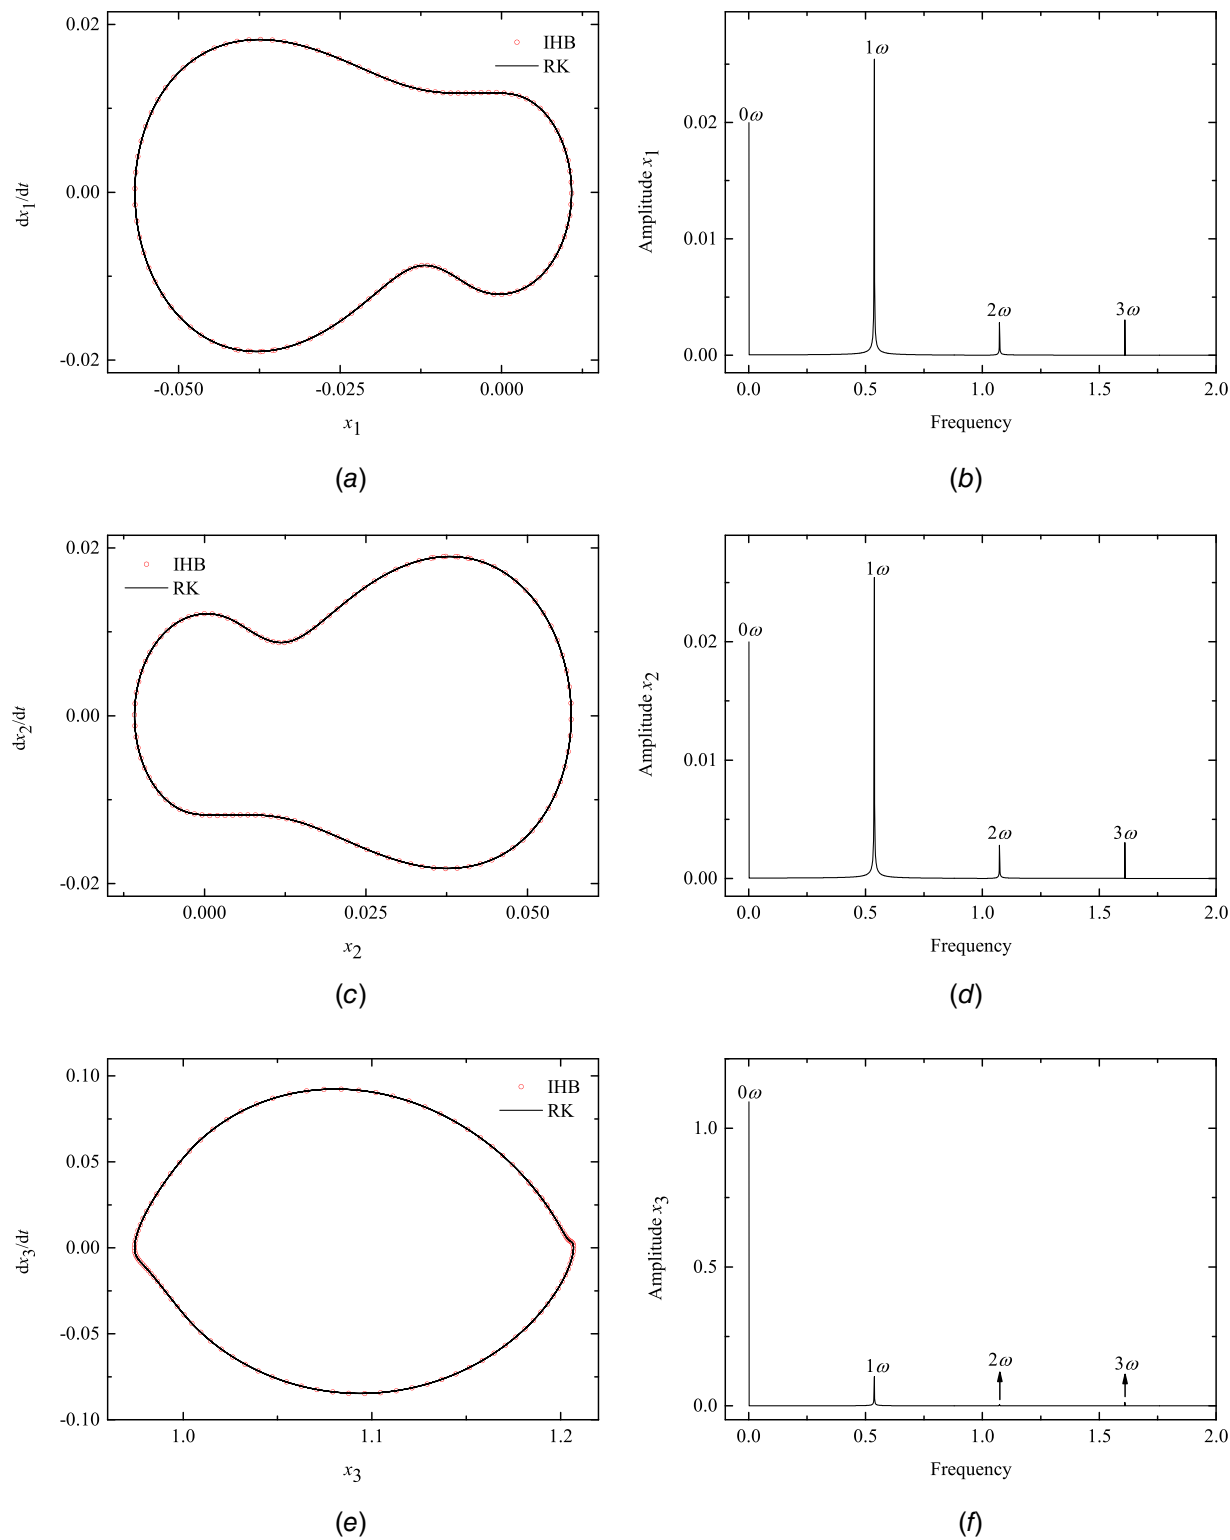 0.02
0.00
-0.02
dx1/dt
IHB
RK
-0.050
-0.025
0.000
x1
(a)
0.02
0.01
0.00
Amplitude x1
0ω
1ω
2ω
3ω
0.0
0.5
1.0
1.5
2.0
Frequency
(b)
0.02
0.00
-0.02
dx2/dt
IHB
RK
0.000
0.025
0.050
x2
(c)
0.02
0.01
0.00
Amplitude x2
0ω
1ω
2ω
3ω
0.0
0.5
1.0
1.5
2.0
Frequency
(d)
0.10
0.05
0.00
-0.05
-0.10
dx3/dt
IHB
RK
1.0
1.1
1.2
x3
(e)
1.0
0.5
0.0
Amplitude x3
0ω
1ω
2ω
3ω
0.0
0.5
1.0
1.5
2.0
Frequency
(f)